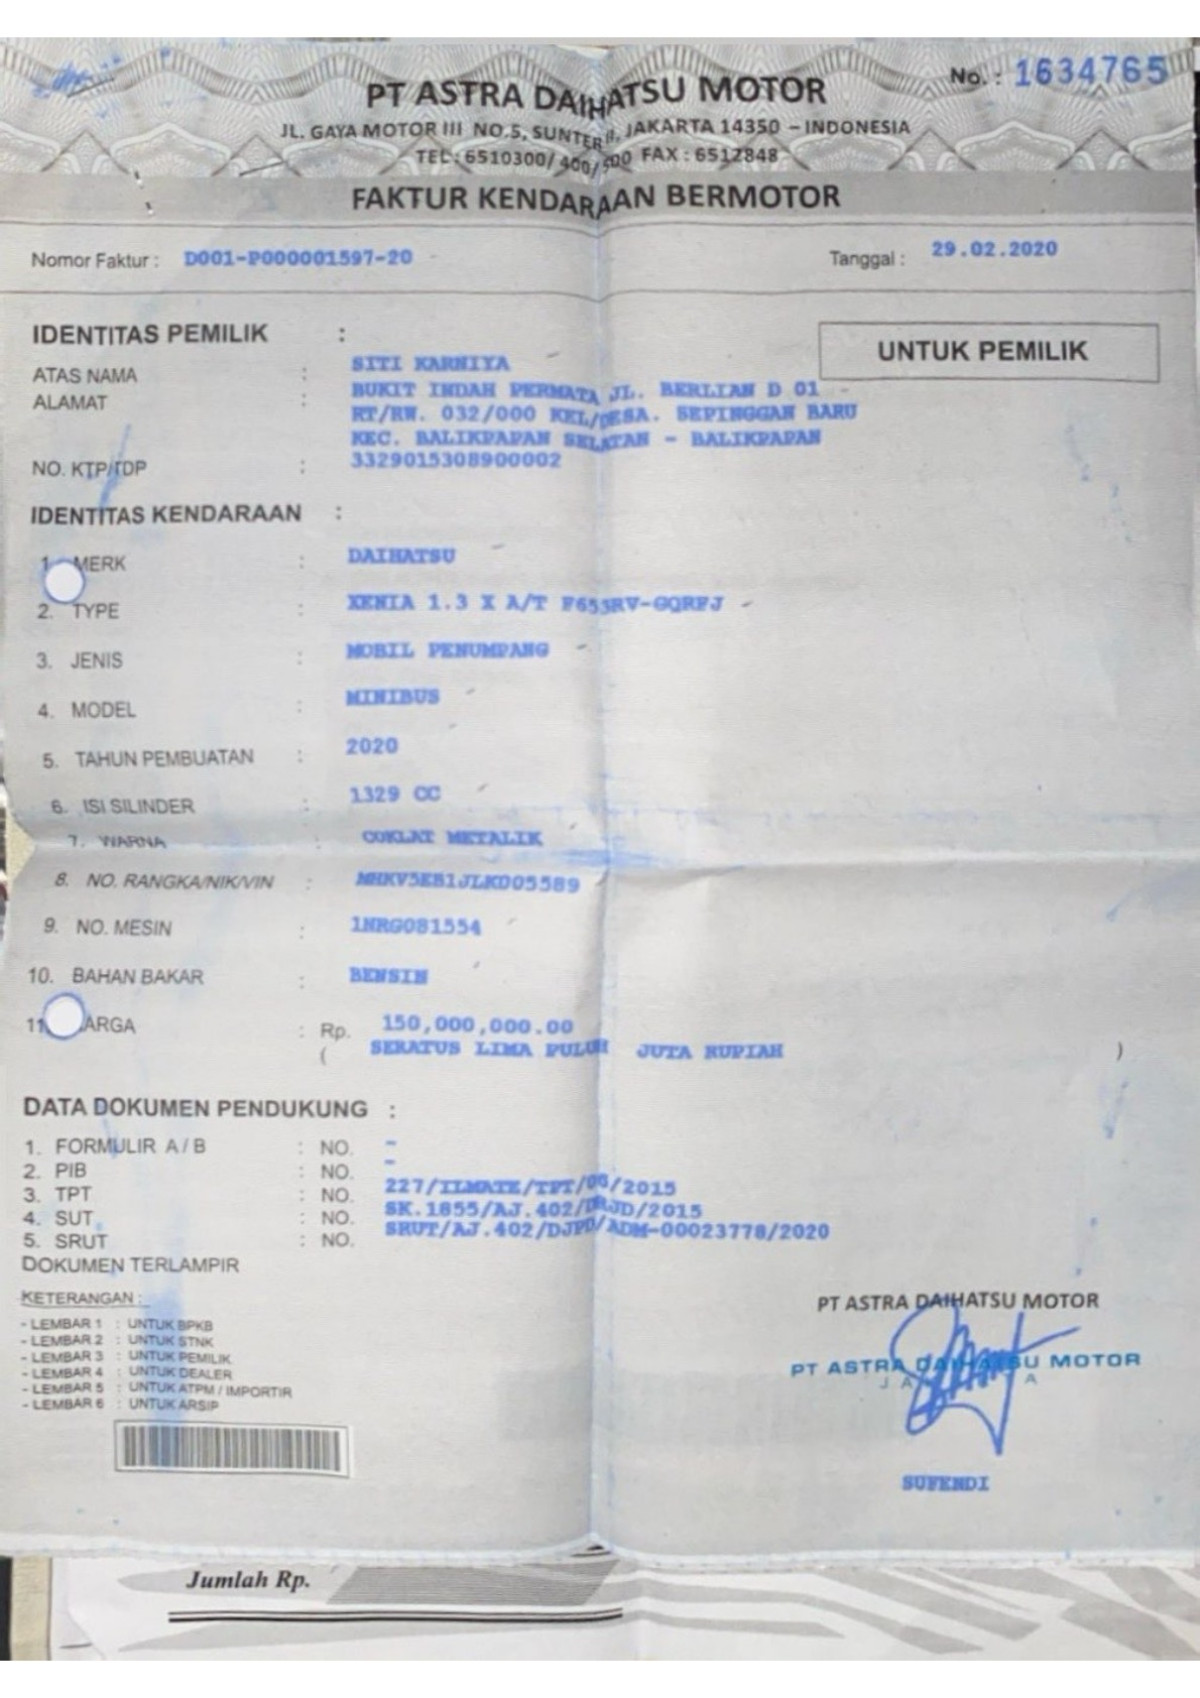 No. : 1634765
PT ASTRA DAIHATSU MOTOR
JL. GAYA MOTOR III NO.5, SUNTER II, JAKARTA 14350 – INDONESIA
TEL : 6510300/ 400/500 FAX : 6512848
FAKTUR KENDARAAN BERMOTOR
Nomor Faktur : D001-P000001597-20 Tanggal : 29.02.2020
IDENTITAS PEMILIK :
UNTUK PEMILIK
ATAS NAMA : SITI KARNIYA
ALAMAT : BUKIT INDAH PERMATA JL. BERLIAN D 01
RT/RW. 032/000 KEL/DESA. SEPINGGAN BARU
KEC. BALIKPAPAN SELATAN - BALIKPAPAN
NO. KTP/TDP : 3329015308900002
IDENTITAS KENDARAAN :
1. MERK : DAIHATSU
2. TYPE : XENIA 1.3 X A/T F653RV-GQRFJ
3. JENIS : MOBIL PENUMPANG
4. MODEL : MINIBUS
5. TAHUN PEMBUATAN : 2020
6. ISI SILINDER : 1329 CC
7. WARNA : COKLAT METALIK
8. NO. RANGKA/NIK/VIN : MHKV5EB1JLK005589
9. NO. MESIN : 1NRG081554
10. BAHAN BAKAR : BENSIN
11. ARGA : Rp. 150,000,000.00
( SERATUS LIMA PULUH JUTA RUPIAH )
DATA DOKUMEN PENDUKUNG :
1. FORMULIR A / B : NO. -
2. PIB : NO. -
3. TPT : NO. 227/ILMATE/TPT/06/2015
4. SUT : NO. SK.1855/AJ.402/DRJD/2015
5. SRUT : NO. SRUT/AJ.402/DJPD/ADM-00023778/2020
DOKUMEN TERLAMPIR
KETERANGAN :
- LEMBAR 1 : UNTUK BPKB
- LEMBAR 2 : UNTUK STNK
- LEMBAR 3 : UNTUK PEMILIK
- LEMBAR 4 : UNTUK DEALER
- LEMBAR 5 : UNTUK ATPM / IMPORTIR
- LEMBAR 6 : UNTUK ARSIP
PT ASTRA DAIHATSU MOTOR
PT ASTRA DAIHATSU MOTOR
SUFENDI
Jumlah Rp.